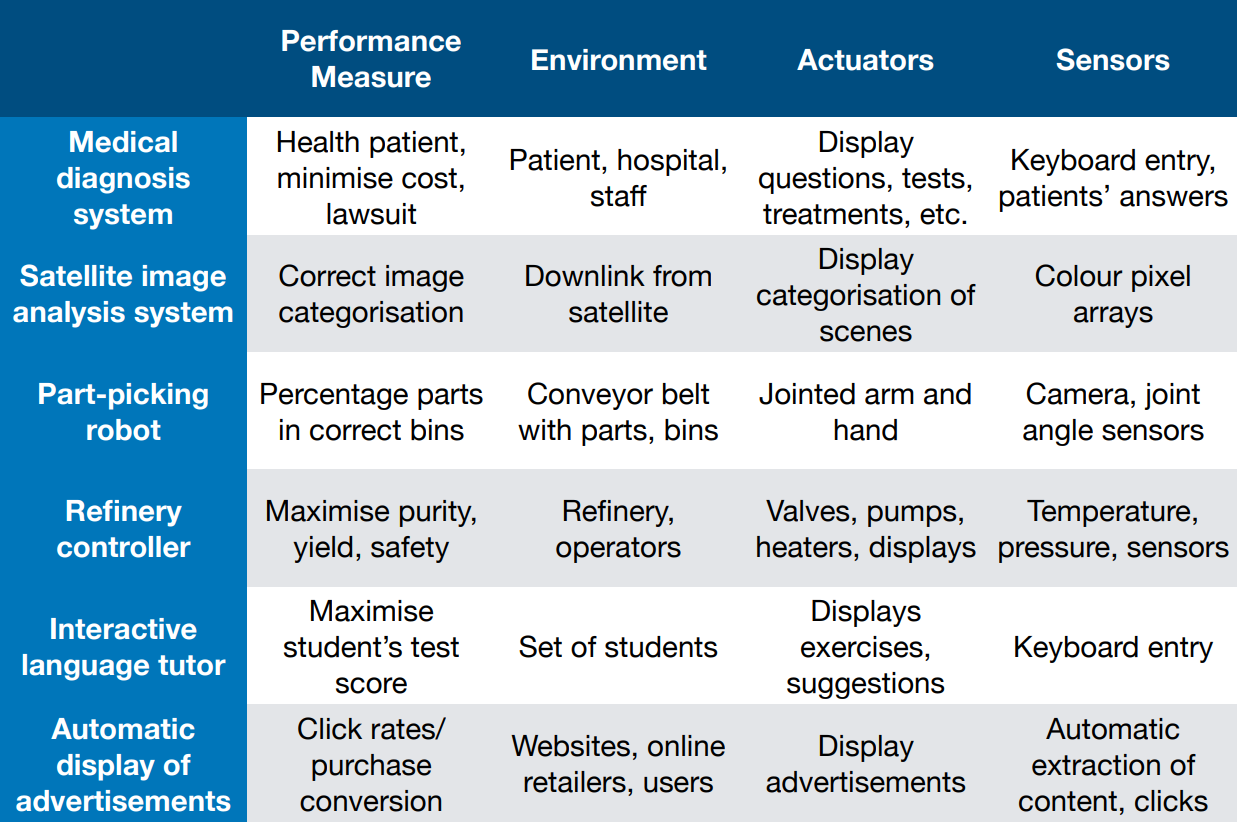 Performance
Measure
Environment
Actuators
Sensors
Medical
diagnosis
system
Health patient,
minimise cost,
lawsuit
Patient, hospital,
staff
Display
questions, tests,
treatments, etc.
Keyboard entry,
patients’ answers
Satellite image
analysis system
Correct image
categorisation
Downlink from
satellite
Display
categorisation of
scenes
Colour pixel
arrays
Part-picking
robot
Percentage parts
in correct bins
Conveyor belt
with parts, bins
Jointed arm and
hand
Camera, joint
angle sensors
Refinery
controller
Maximise purity,
yield, safety
Refinery,
operators
Valves, pumps,
heaters, displays
Temperature,
pressure, sensors
Interactive
language tutor
Maximise
student’s test
score
Set of students
Displays
exercises,
suggestions
Keyboard entry
Automatic
display of
advertisements
Click rates/
purchase
conversion
Websites, online
retailers, users
Display
advertisements
Automatic
extraction of
content, clicks